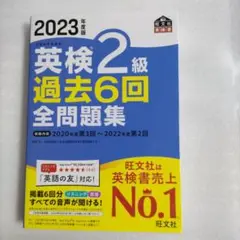 2023年度版
英検2級
過去6回
全問題集
2020年度第3回～2022年度第2回
「英語の友」対応!
掲載6回分
すべての音声が聞ける!
旺文社は
英検書売上
No.1
旺文社